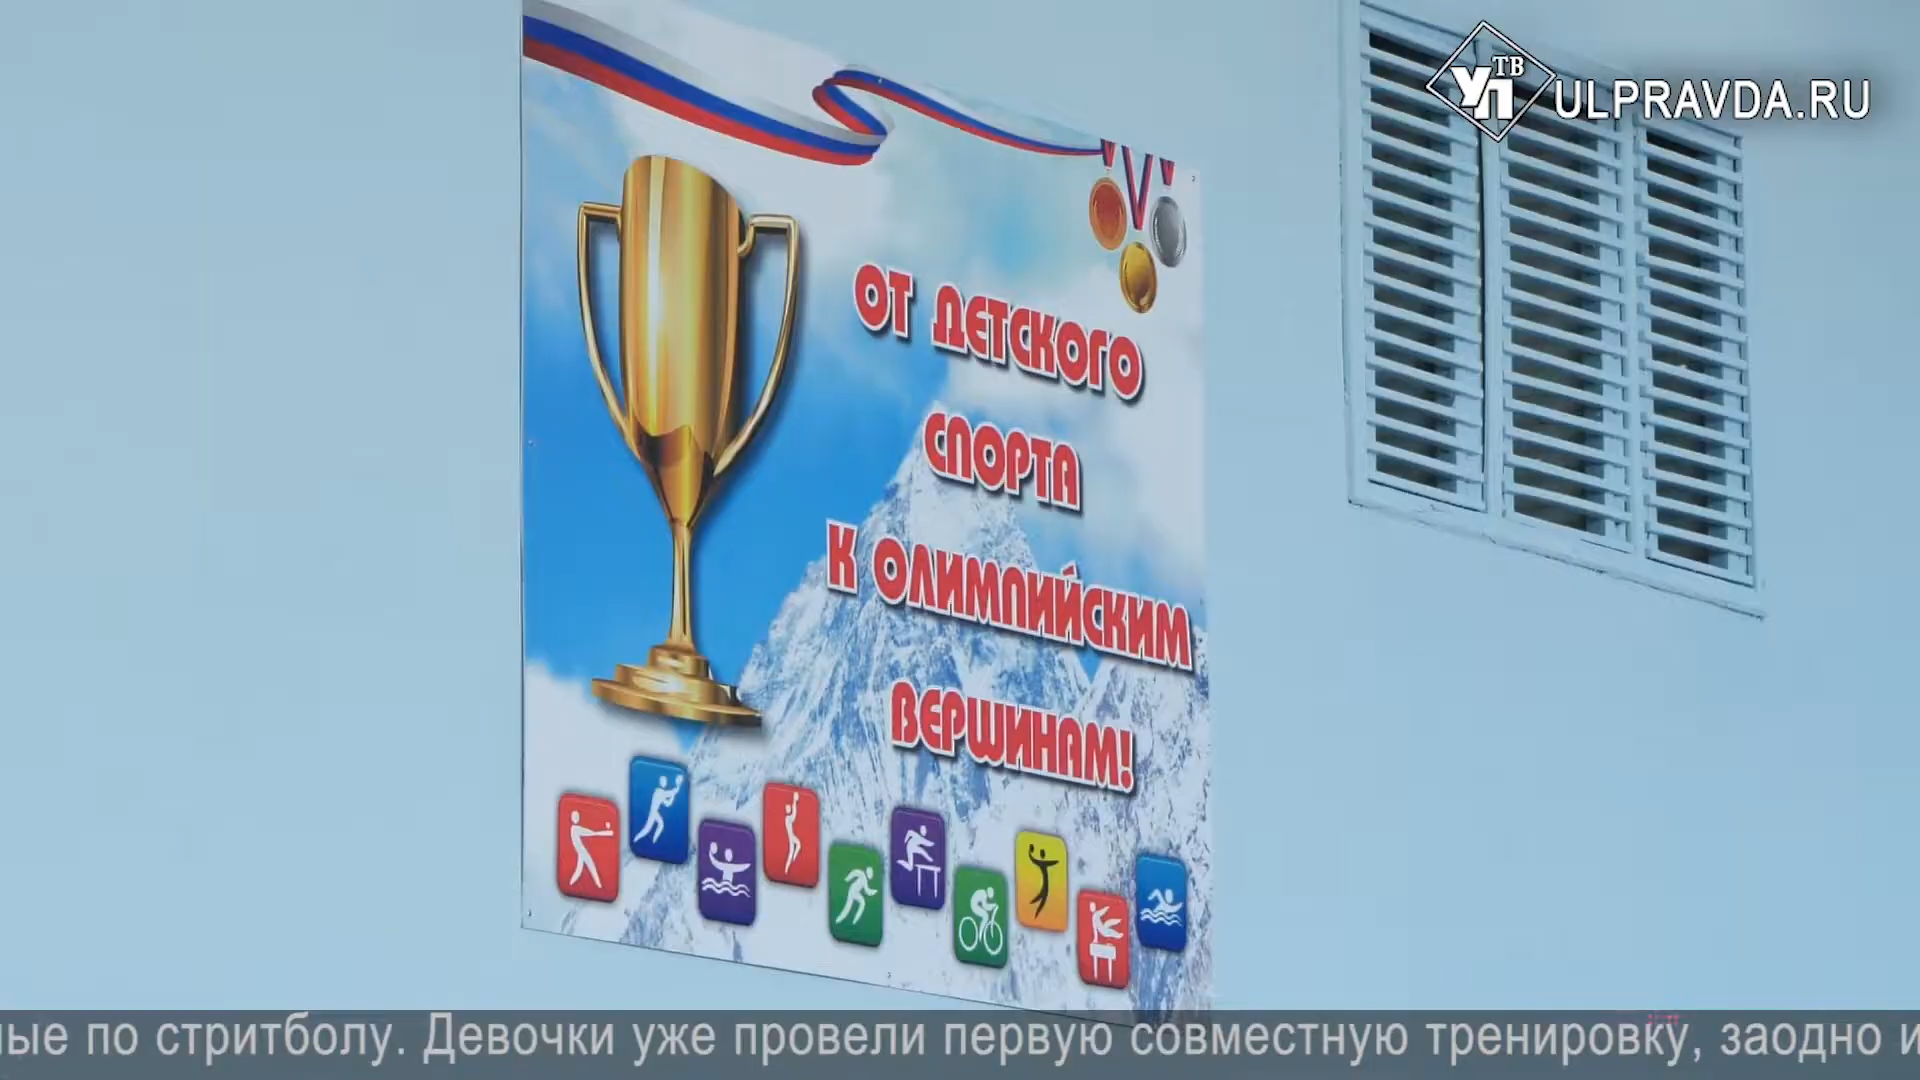 ТВ
УП
ULPRAVDA.RU
ОТ ДЕТСКОГО
СПОРТА
К ОЛИМПИЙСКИМ
ВЕРШИНАМ!
ные по стритболу. Девочки уже провели первую совместную тренировку, заодно и